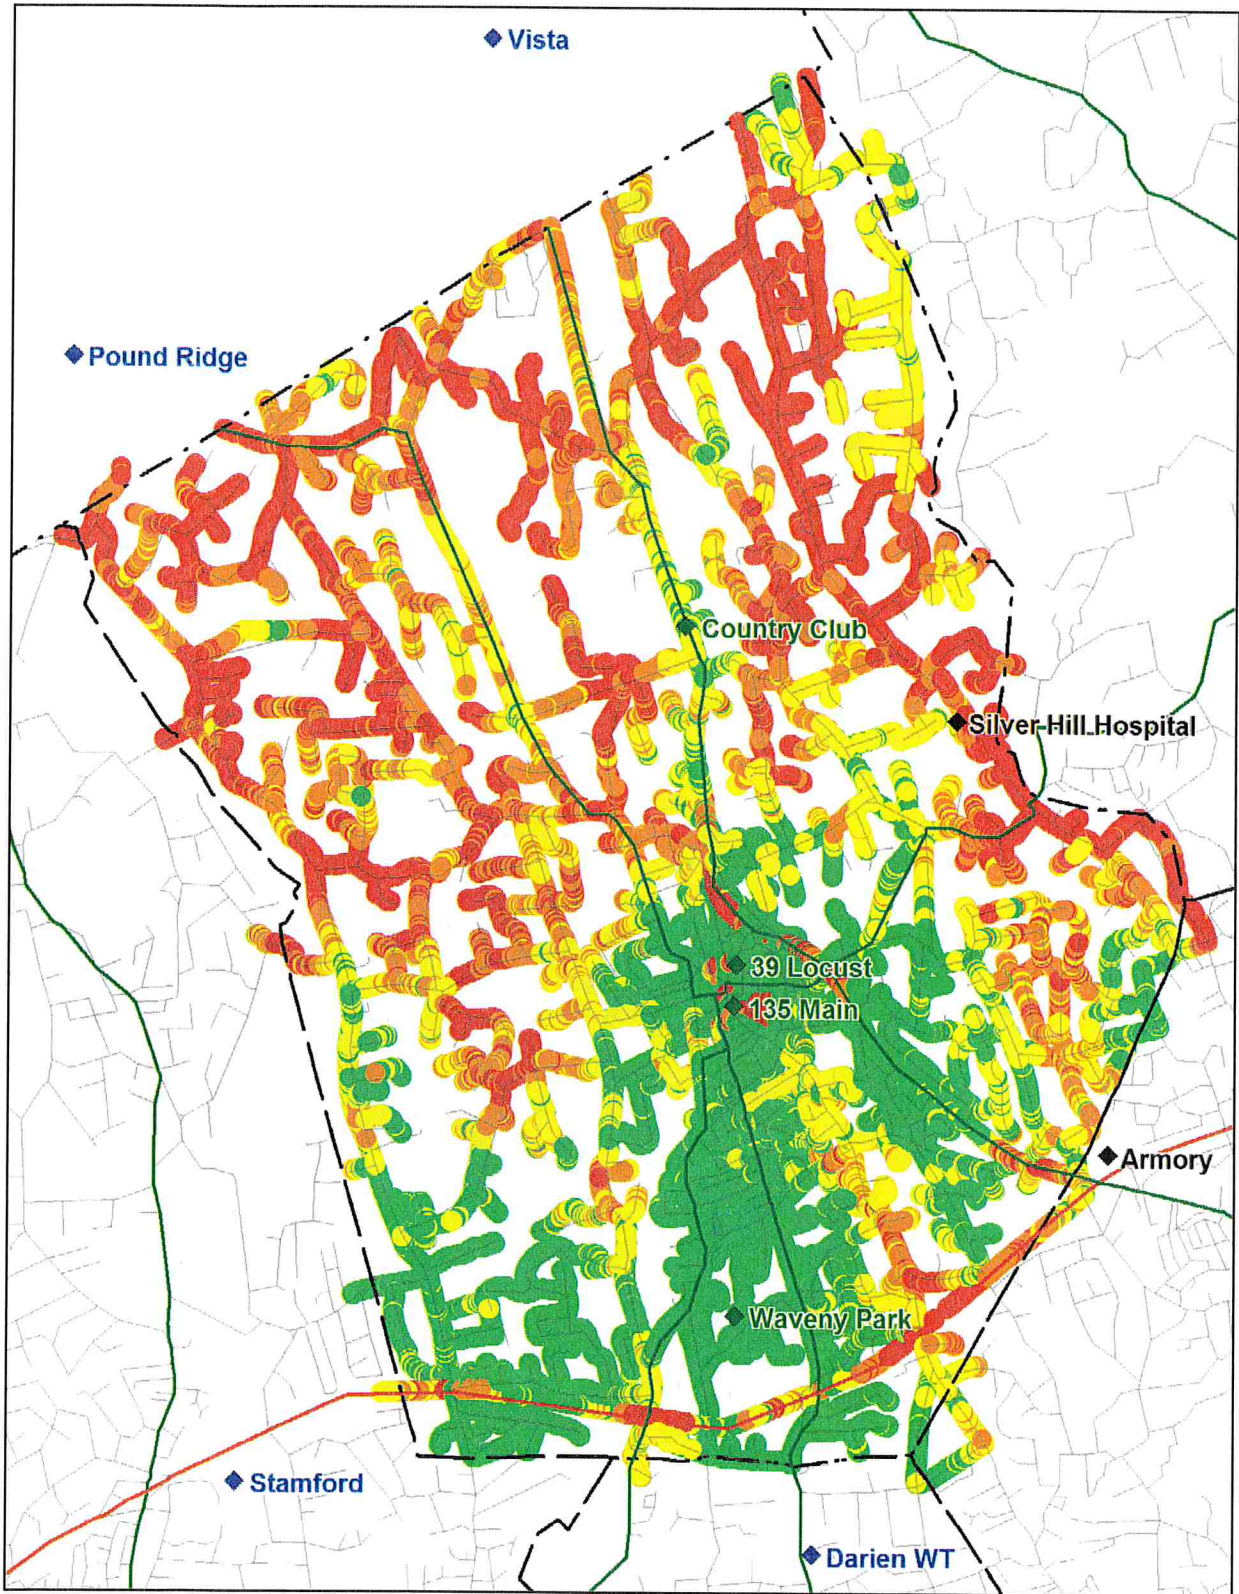 Vista
Pound Ridge
Country Club
Silver Hill Hospital
39 Locust
135 Main
Armory
Waveny Park
Stamford
Darien WT